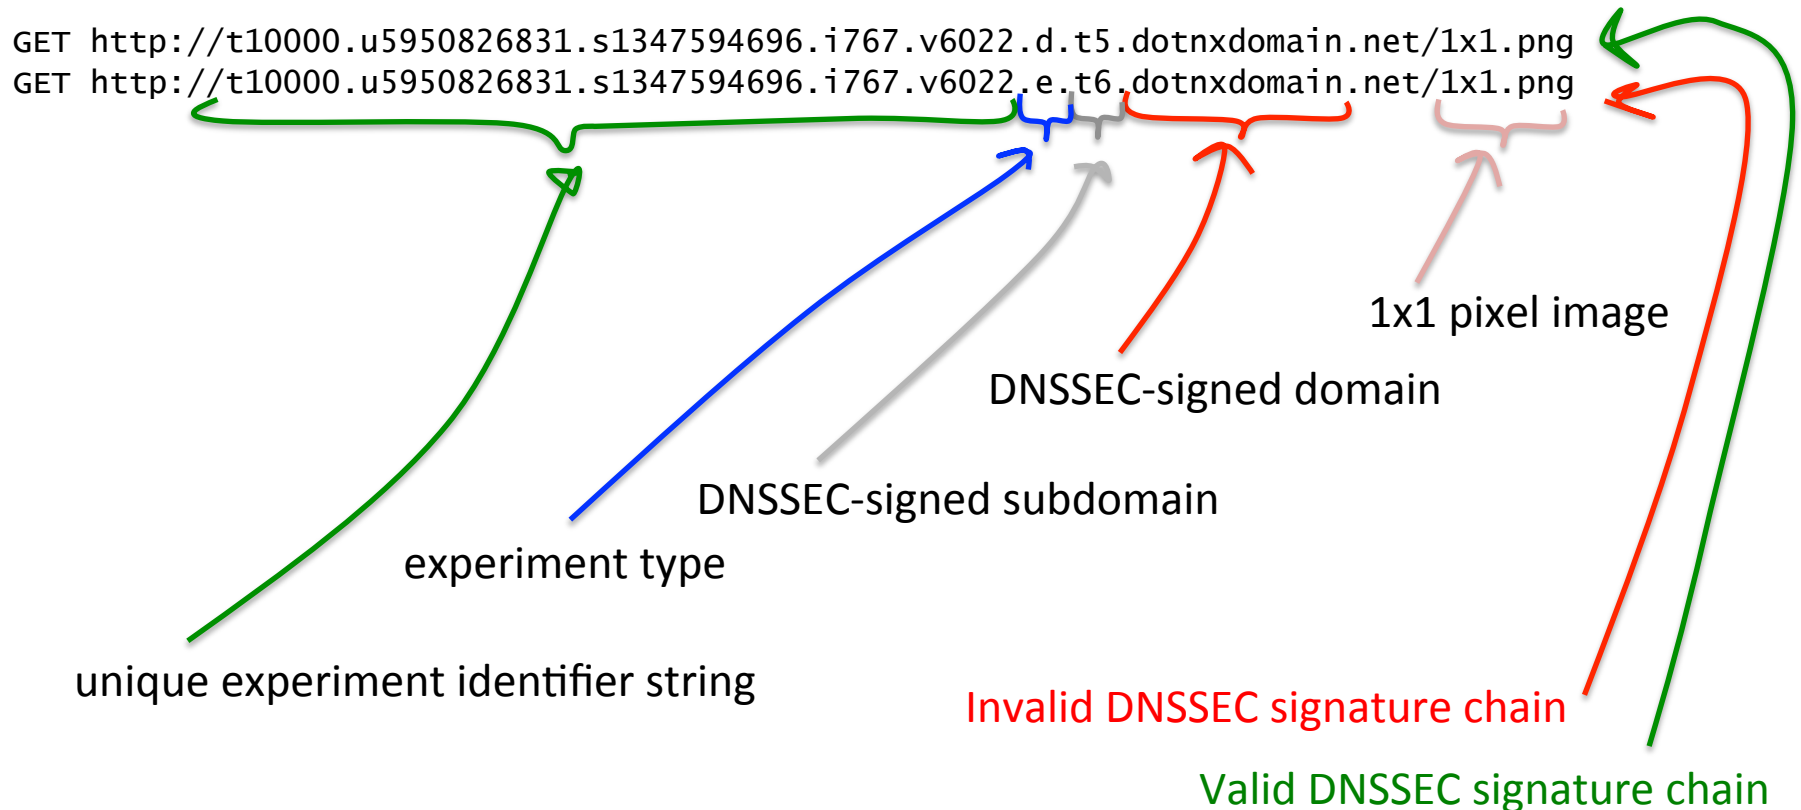 GET http://t10000.u5950826831.s1347594696.i767.v6022.d.t5.dotnxdomain.net/1x1.png
GET http://t10000.u5950826831.s1347594696.i767.v6022.e.t6.dotnxdomain.net/1x1.png
1x1 pixel image
DNSSEC-signed domain
DNSSEC-signed subdomain
experiment type
unique experiment identifier string
Invalid DNSSEC signature chain
Valid DNSSEC signature chain